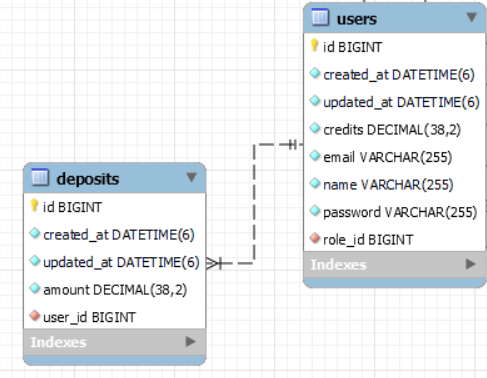 users
id BIGINT
created_at DATETIME(6)
updated_at DATETIME(6)
credits DECIMAL(38,2)
email VARCHAR(255)
name VARCHAR(255)
password VARCHAR(255)
role_id BIGINT
Indexes
deposits
id BIGINT
created_at DATETIME(6)
updated_at DATETIME(6)
amount DECIMAL(38,2)
user_id BIGINT
Indexes